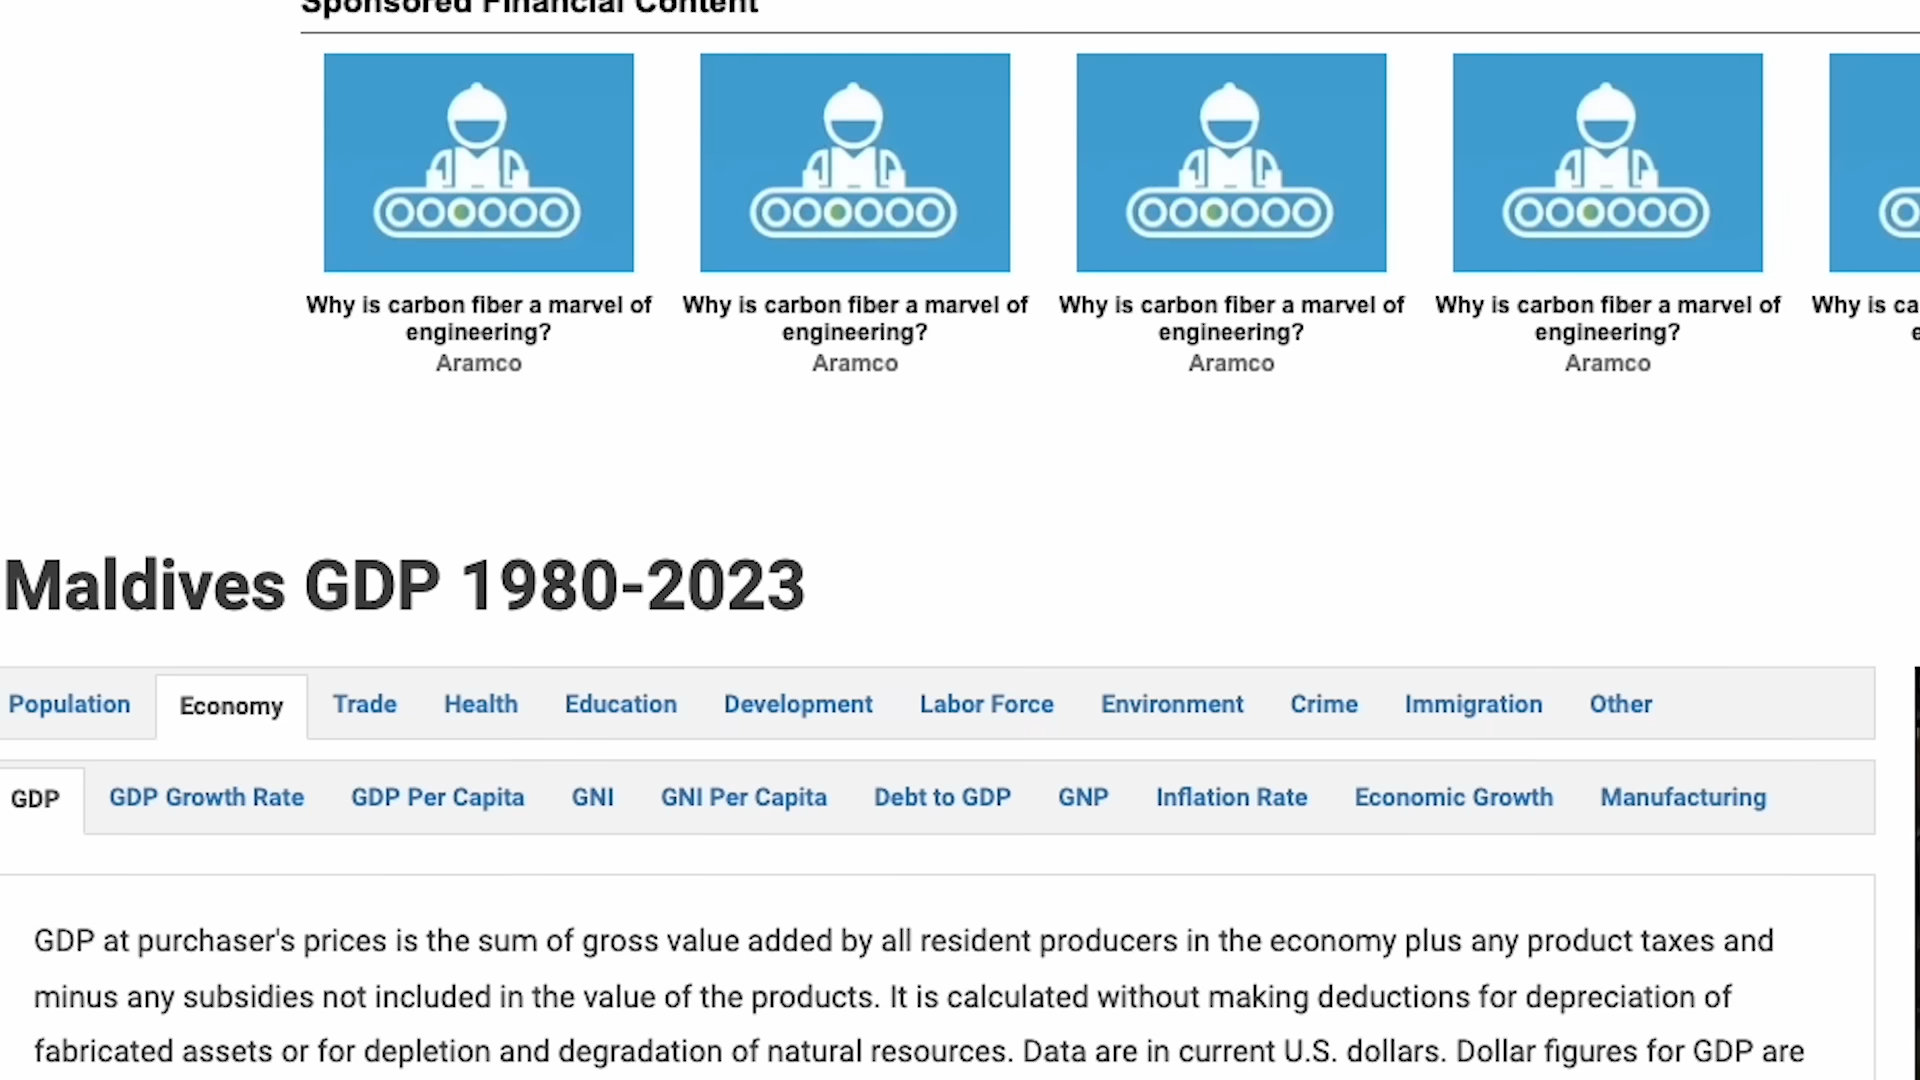 Sponsored Financial Content
Why is carbon fiber a marvel of
engineering?
Aramco
Why is carbon fiber a marvel of
engineering?
Aramco
Why is carbon fiber a marvel of
engineering?
Aramco
Why is carbon fiber a marvel of
engineering?
Aramco
Why is
Maldives GDP 1980-2023
Population Economy Trade Health Education Development Labor Force Environment Crime Immigration Other
GDP GDP Growth Rate GDP Per Capita GNI GNI Per Capita Debt to GDP GNP Inflation Rate Economic Growth Manufacturing
GDP at purchaser's prices is the sum of gross value added by all resident producers in the economy plus any product taxes and
minus any subsidies not included in the value of the products. It is calculated without making deductions for depreciation of
fabricated assets or for depletion and degradation of natural resources. Data are in current U.S. dollars. Dollar figures for GDP are